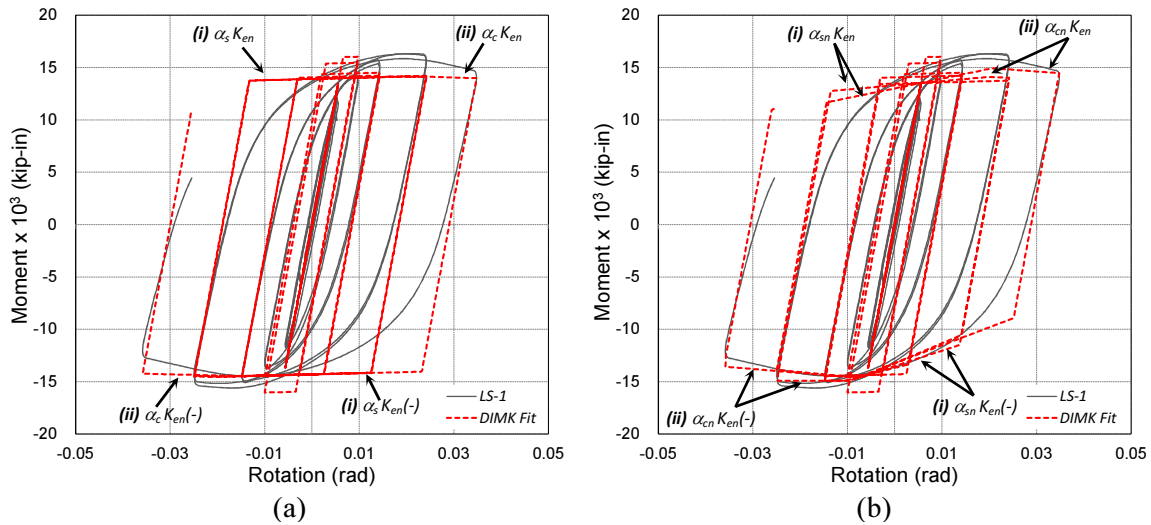 20
15
10
5
0
-5
-10
-15
-20
Moment x 10³ (kip-in)
(i) αs Ken
(ii) αc Ken
(ii) αc Ken(-)
(i) αs Ken(-)
LS-1
DIMK Fit
-0.05 -0.03 -0.01 0.01 0.03 0.05
Rotation (rad)
(a)
20
15
10
5
0
-5
-10
-15
-20
Moment x 10³ (kip-in)
(i) αsn Ken
(ii) αcn Ken
(ii) αcn Ken(-)
(i) αsn Ken(-)
LS-1
DIMK Fit
-0.05 -0.03 -0.01 0.01 0.03 0.05
Rotation (rad)
(b)